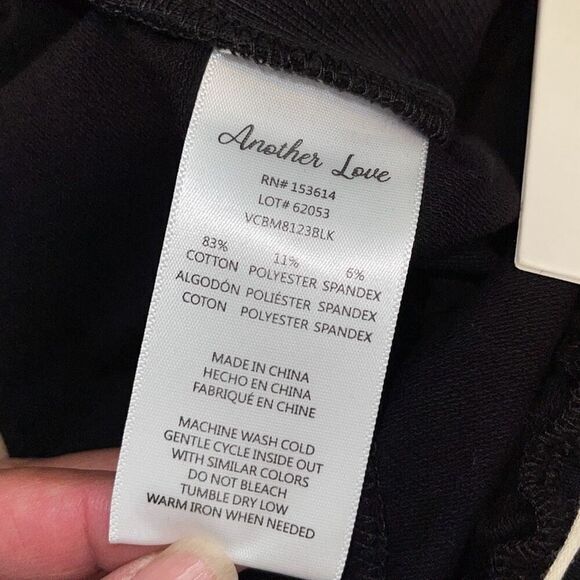 Another Love
RN# 153614
LOT# 62053
VCBM8123BLK
83% 11% 6%
COTTON POLYESTER SPANDEX
ALGODÓN POLIÉSTER SPANDEX
COTON POLYESTER SPANDEX
MADE IN CHINA
HECHO EN CHINA
FABRIQUÉ EN CHINE
MACHINE WASH COLD
GENTLE CYCLE INSIDE OUT
WITH SIMILAR COLORS
DO NOT BLEACH
TUMBLE DRY LOW
WARM IRON WHEN NEEDED